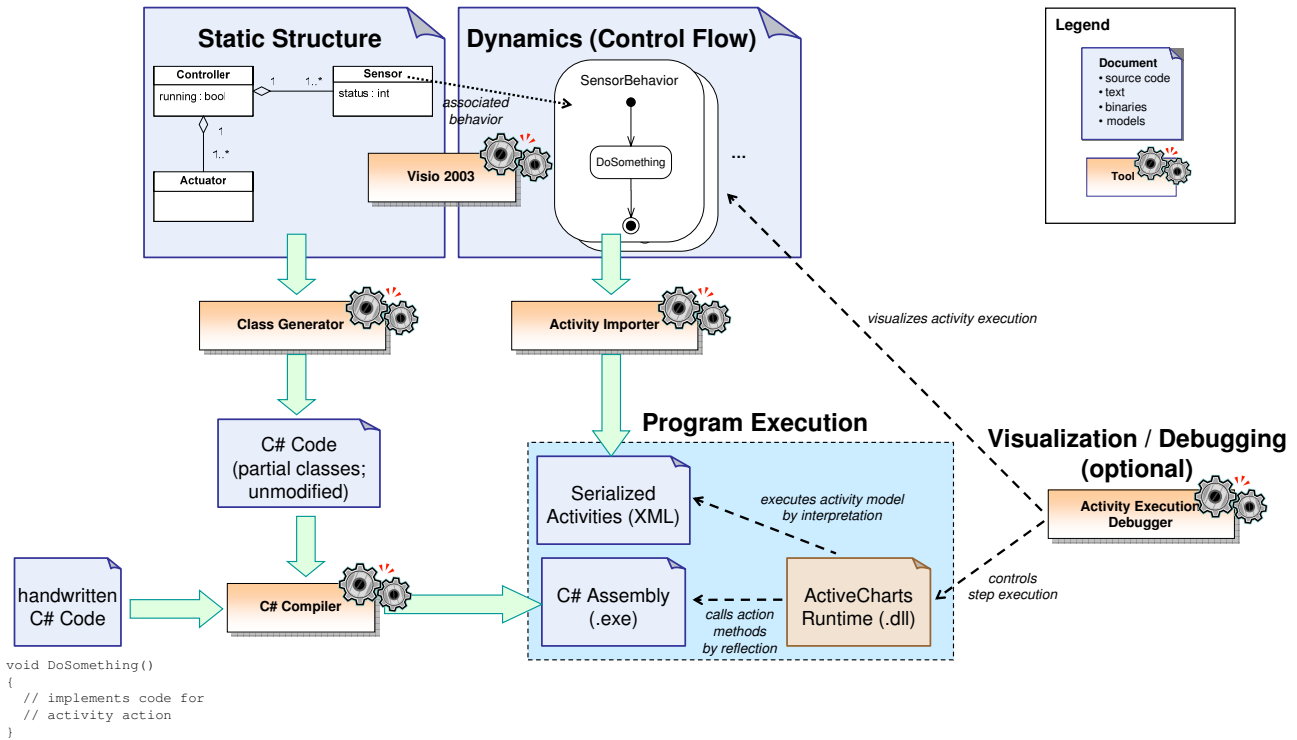 Static Structure
Controller
running : bool
1
1..*
Sensor
status : int
1
1..*
Actuator
associated
behavior
Visio 2003
Dynamics (Control Flow)
SensorBehavior
DoSomething
...
Legend
Document
• source code
• text
• binaries
• models
Tool
Class Generator
Activity Importer
visualizes activity execution
C# Code
(partial classes;
unmodified)
Program Execution
Serialized
Activities (XML)
executes activity model
by interpretation
Visualization / Debugging
(optional)
Activity Execution
Debugger
controls
step execution
handwritten
C# Code
C# Compiler
C# Assembly
(.exe)
calls action
methods
by reflection
ActiveCharts
Runtime (.dll)
void DoSomething()
{
  // implements code for
  // activity action
}